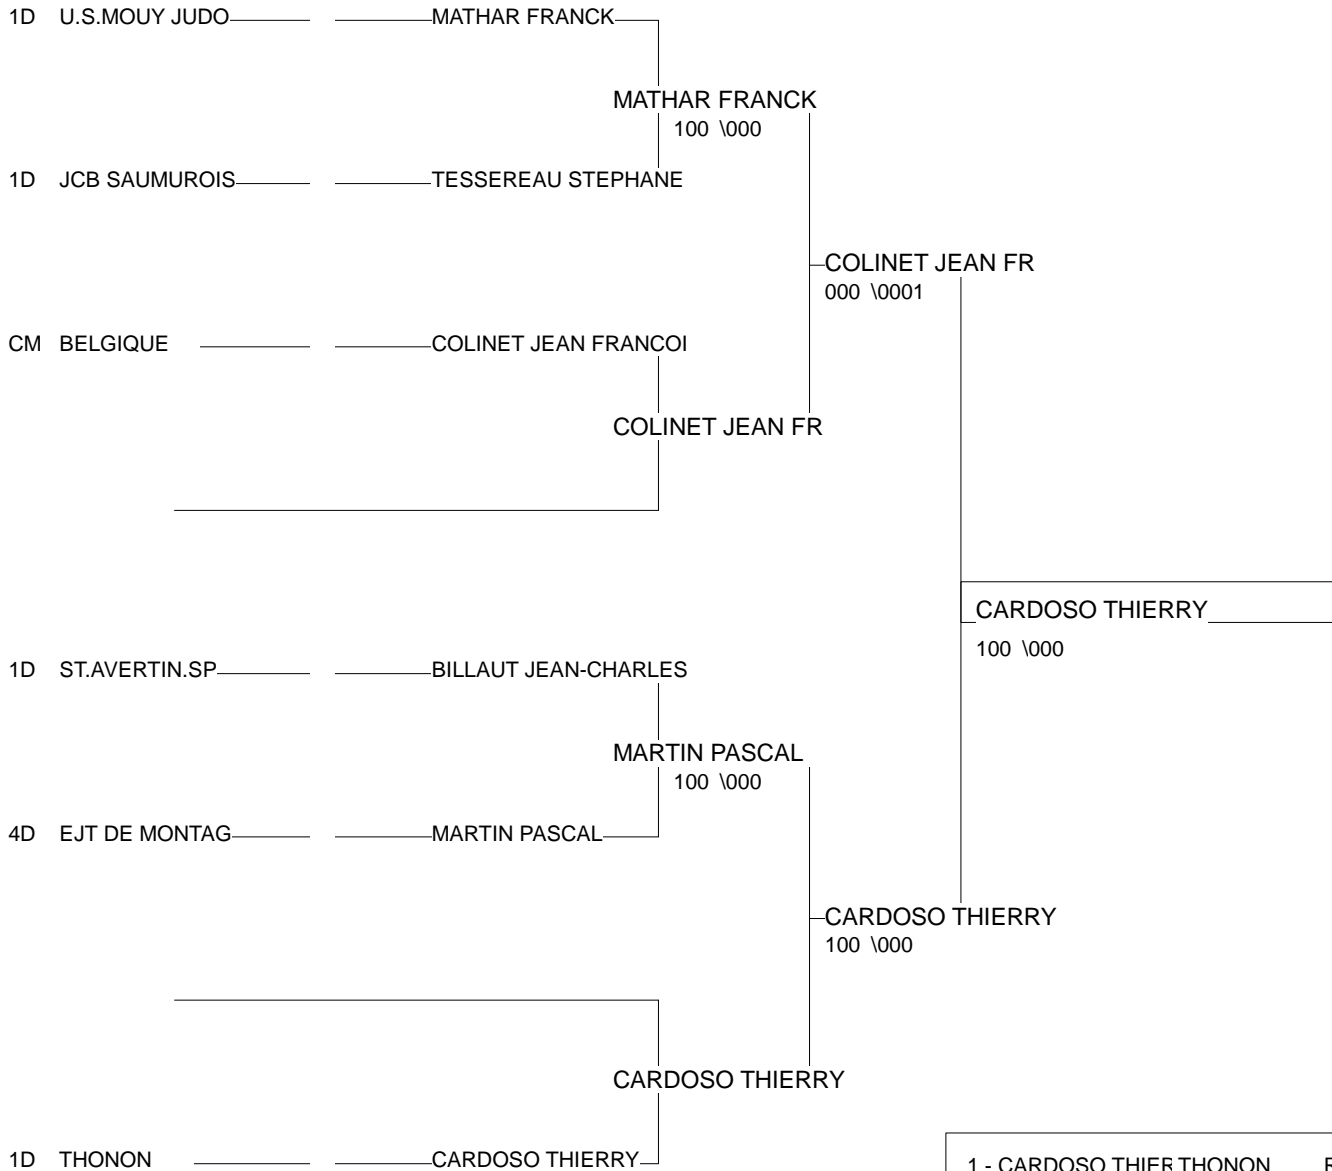 1D U.S.MOUY JUDO MATHAR FRANCK
MATHAR FRANCK
100 \000
1D JCB SAUMUROIS TESSEREAU STEPHANE
COLINET JEAN FR
000 \0001
CM BELGIQUE COLINET JEAN FRANCOI
COLINET JEAN FR
CARDOSO THIERRY
100 \000
1D ST.AVERTIN.SP BILLAUT JEAN-CHARLES
MARTIN PASCAL
100 \000
4D EJT DE MONTAG MARTIN PASCAL
CARDOSO THIERRY
100 \000
CARDOSO THIERRY
1D THONON CARDOSO THIERRY
1 - CARDOSO THIER THONON